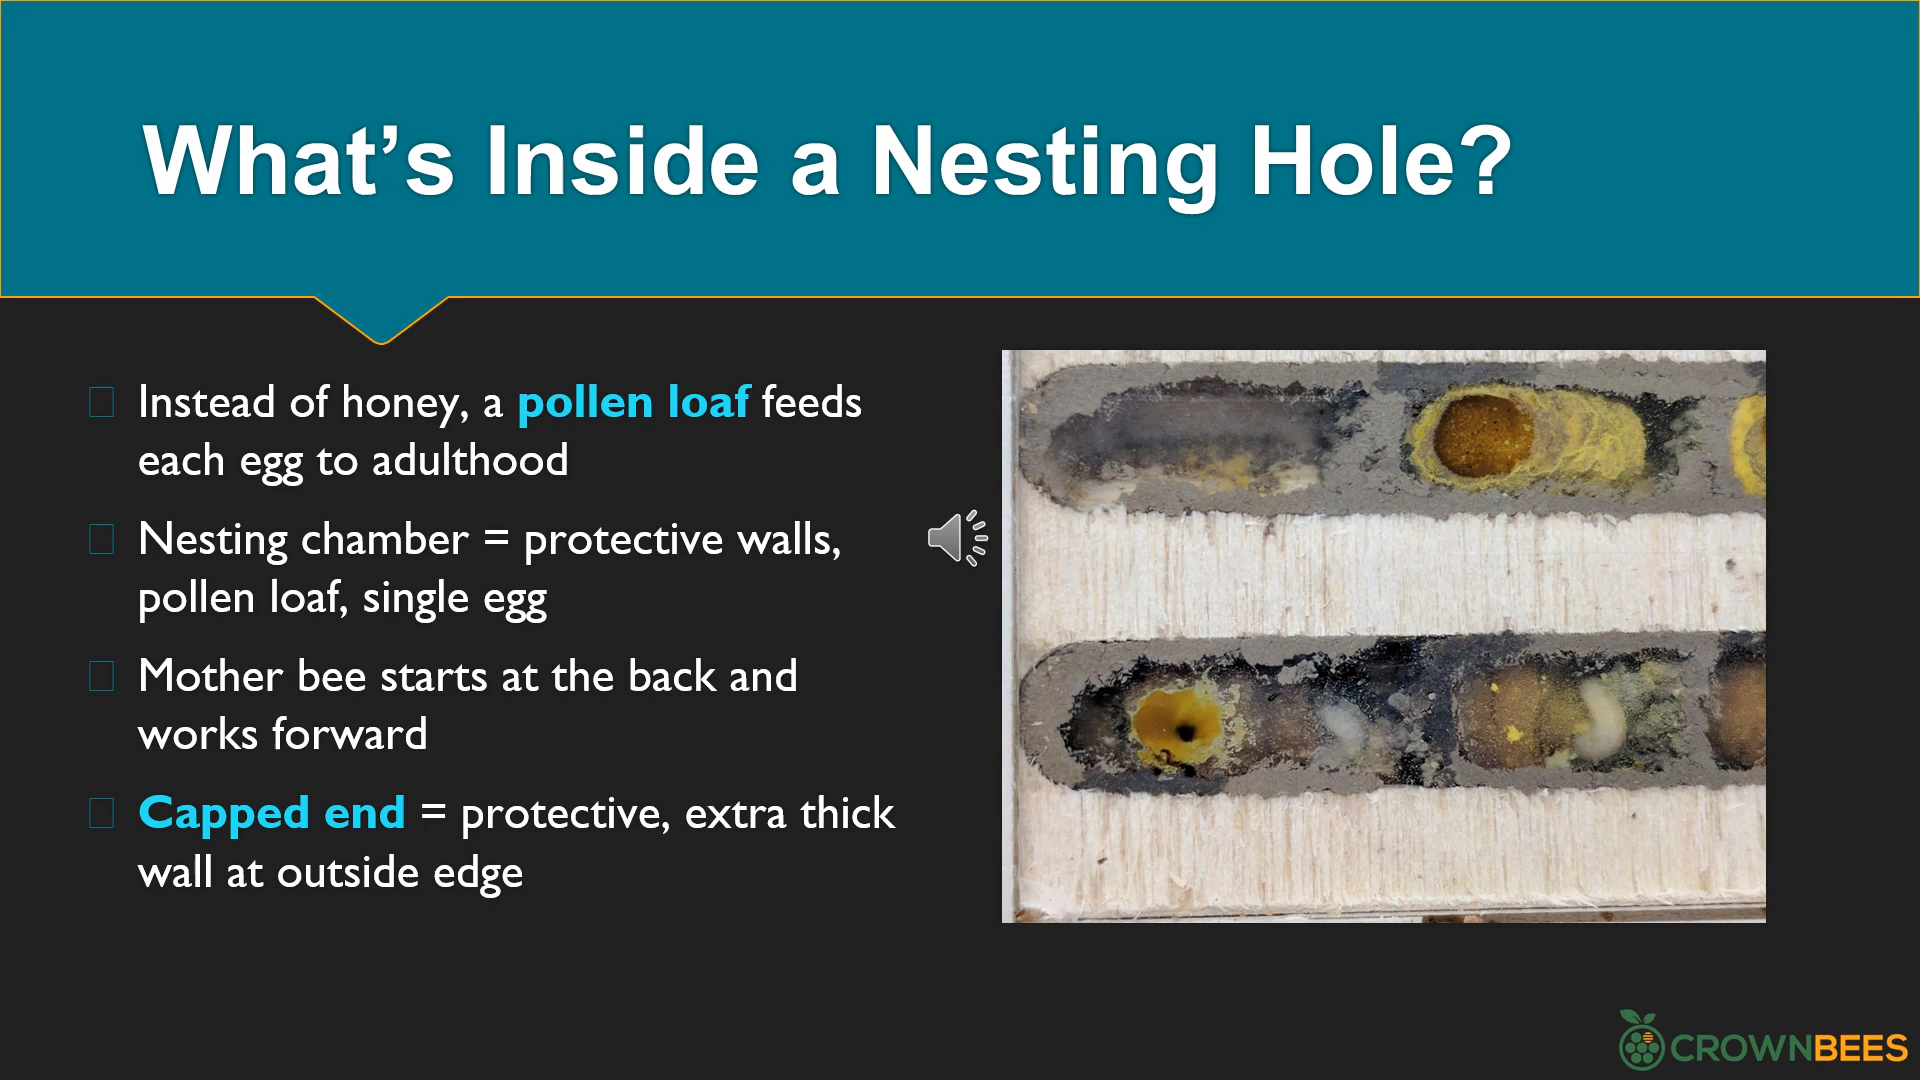 What’s Inside a Nesting Hole?
Instead of honey, a pollen loaf feeds
each egg to adulthood
Nesting chamber = protective walls,
pollen loaf, single egg
Mother bee starts at the back and
works forward
Capped end = protective, extra thick
wall at outside edge
CROWNBEES